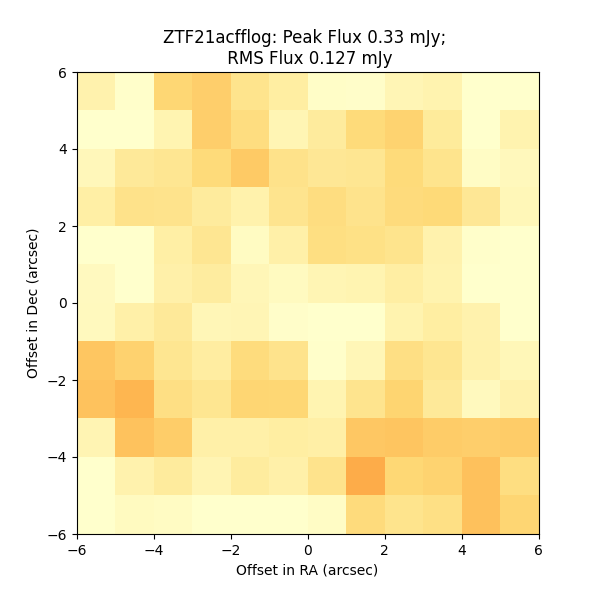 ZTF21acfflog: Peak Flux 0.33 mJy;
RMS Flux 0.127 mJy
6
4
2
0
−2
−4
−6
Offset in Dec (arcsec)
−6 −4 −2 0 2 4 6
Offset in RA (arcsec)